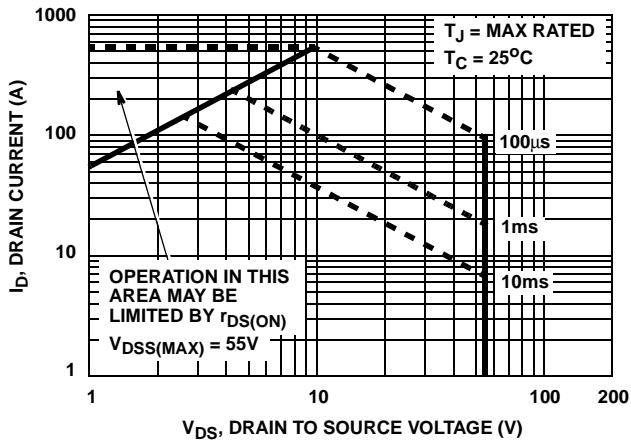 1000
100
10
1
I_D, DRAIN CURRENT (A)
T_J = MAX RATED
T_C = 25°C
100μs
1ms
10ms
OPERATION IN THIS
AREA MAY BE
LIMITED BY r_DS(ON)
V_DSS(MAX) = 55V
1 10 100 200
V_DS, DRAIN TO SOURCE VOLTAGE (V)